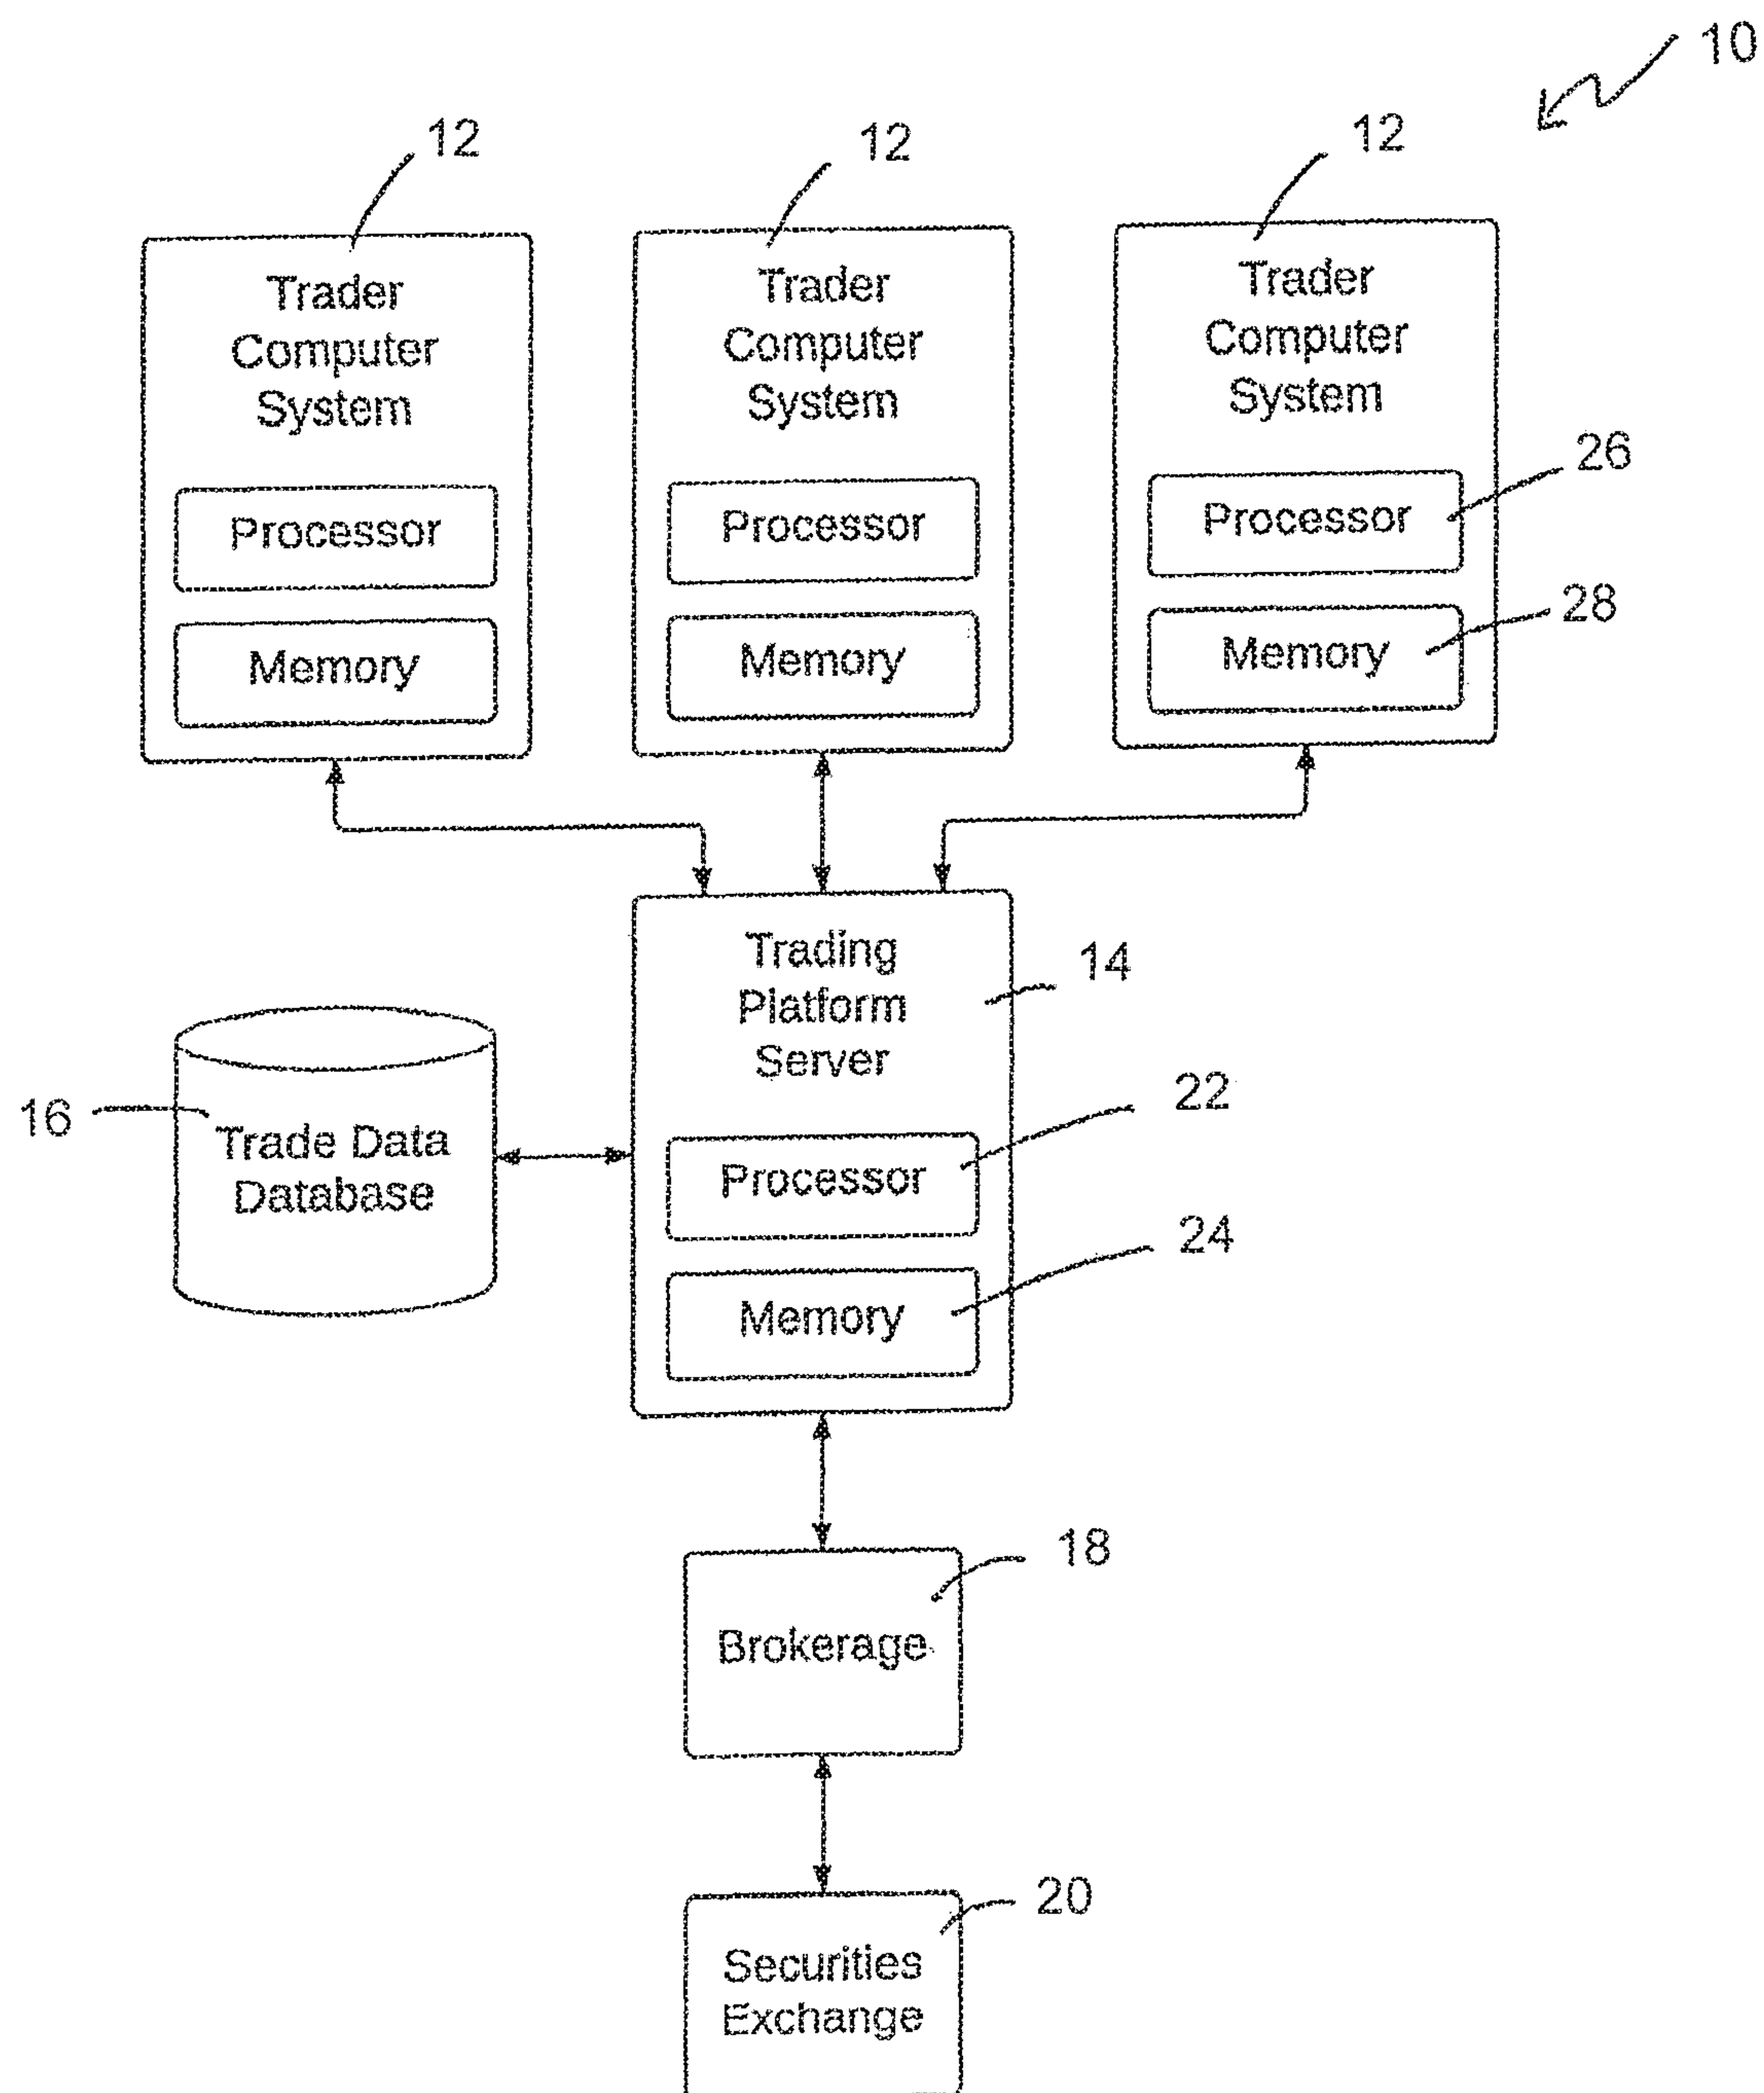 10
12
12
12
Trader
Computer
System
Trader
Computer
System
Trader
Computer
System
26
Processor
Processor
Processor
28
Memory
Memory
Memory
14
Trading
Platform
Server
16
Trade Data
Database
22
Processor
24
Memory
18
Brokerage
20
Securities
Exchange